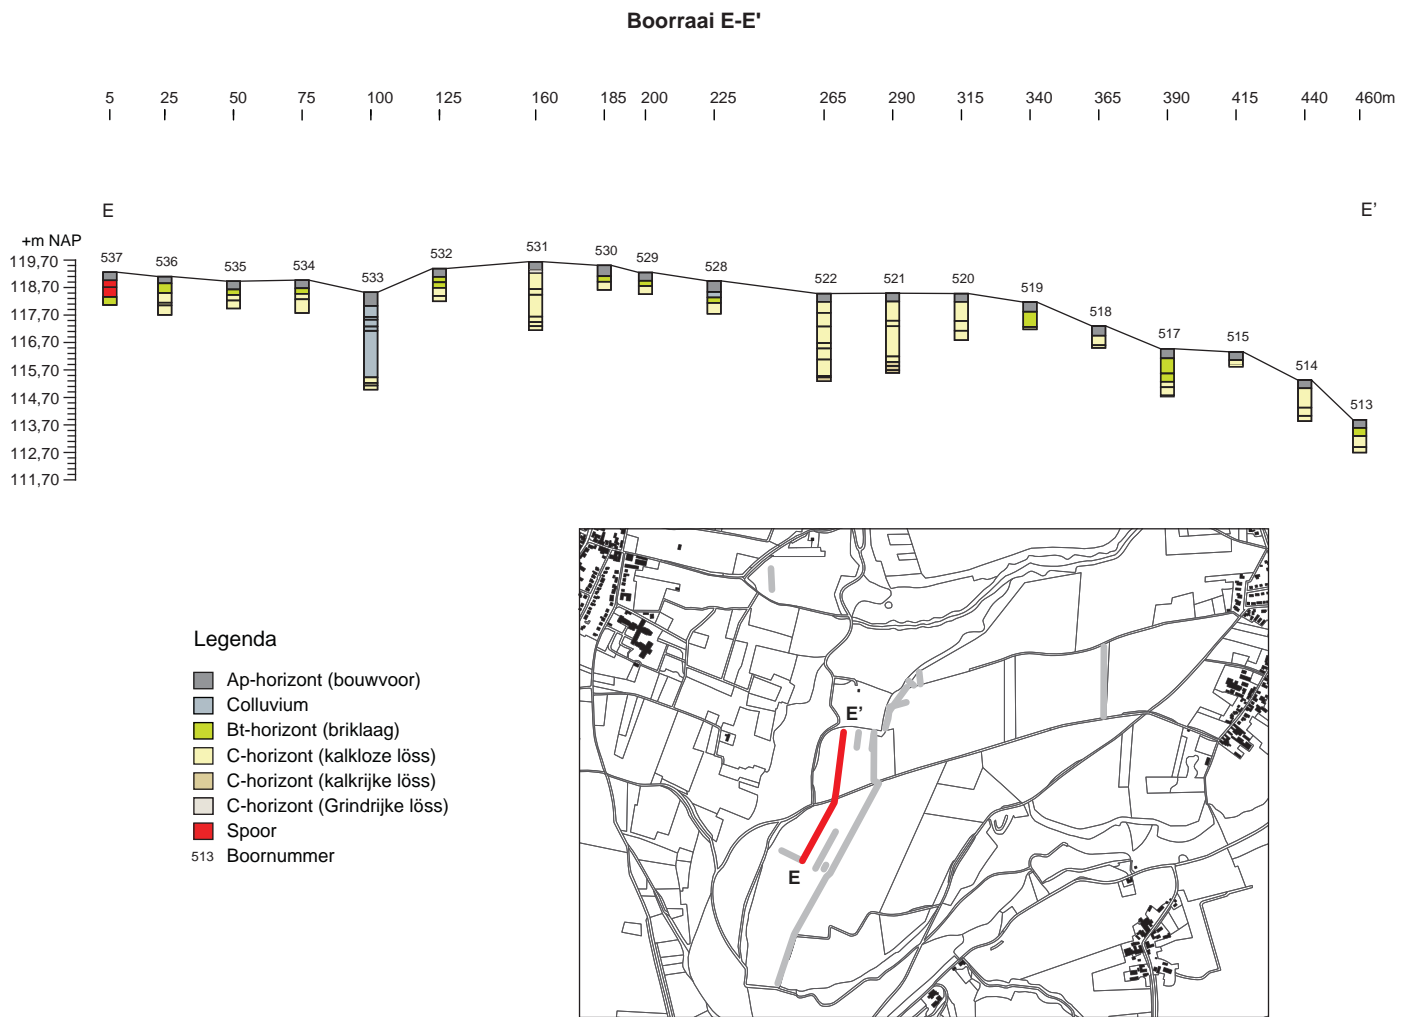 Boorraai E-E'
5 25 50 75 100 125 160 185 200 225 265 290 315 340 365 390 415 440 460m
E E’
+m NAP
537 536 535 534 533 532 531 530 529 528 522 521 520 519 518 517 515 514 513
119,70
118,70
117,70
116,70
115,70
114,70
113,70
112,70
111,70
Legenda
Ap-horizont (bouwvoor)
Colluvium
Bt-horizont (briklaag)
C-horizont (kalkloze löss)
C-horizont (kalkrijke löss)
C-horizont (Grindrijke löss)
Spoor
513 Boornummer
E’
E